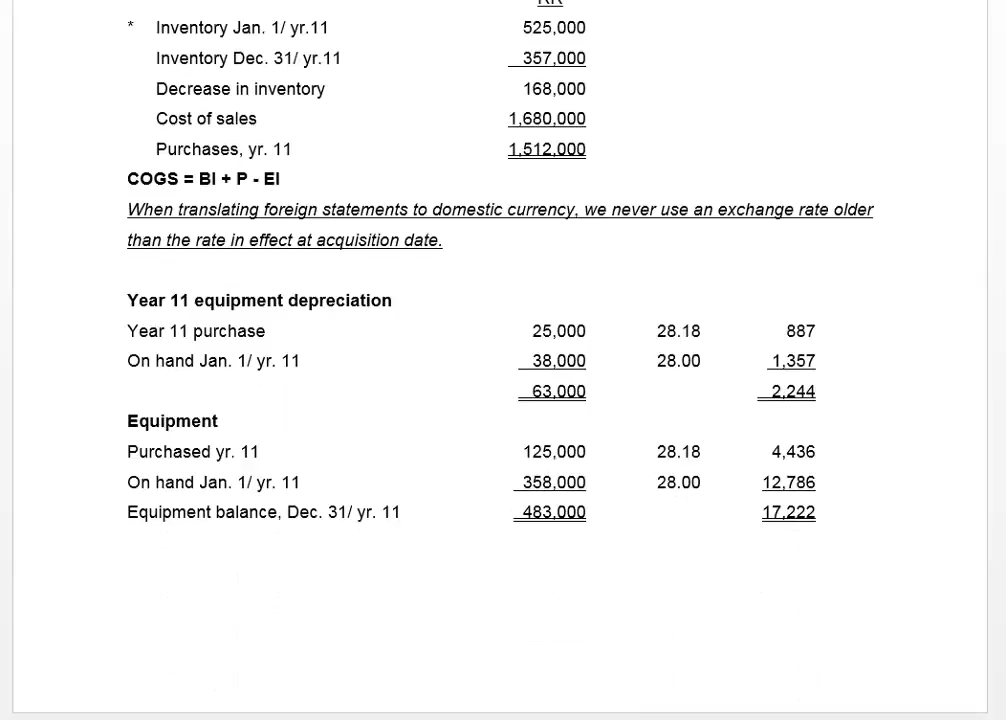 * Inventory Jan. 1/ yr.11 525,000
Inventory Dec. 31/ yr.11 357,000
Decrease in inventory 168,000
Cost of sales 1,680,000
Purchases, yr. 11 1,512,000
COGS = BI + P - EI
When translating foreign statements to domestic currency, we never use an exchange rate older
than the rate in effect at acquisition date.
Year 11 equipment depreciation
Year 11 purchase 25,000 28.18 887
On hand Jan. 1/ yr. 11 38,000 28.00 1,357
63,000 2,244
Equipment
Purchased yr. 11 125,000 28.18 4,436
On hand Jan. 1/ yr. 11 358,000 28.00 12,786
Equipment balance, Dec. 31/ yr. 11 483,000 17,222